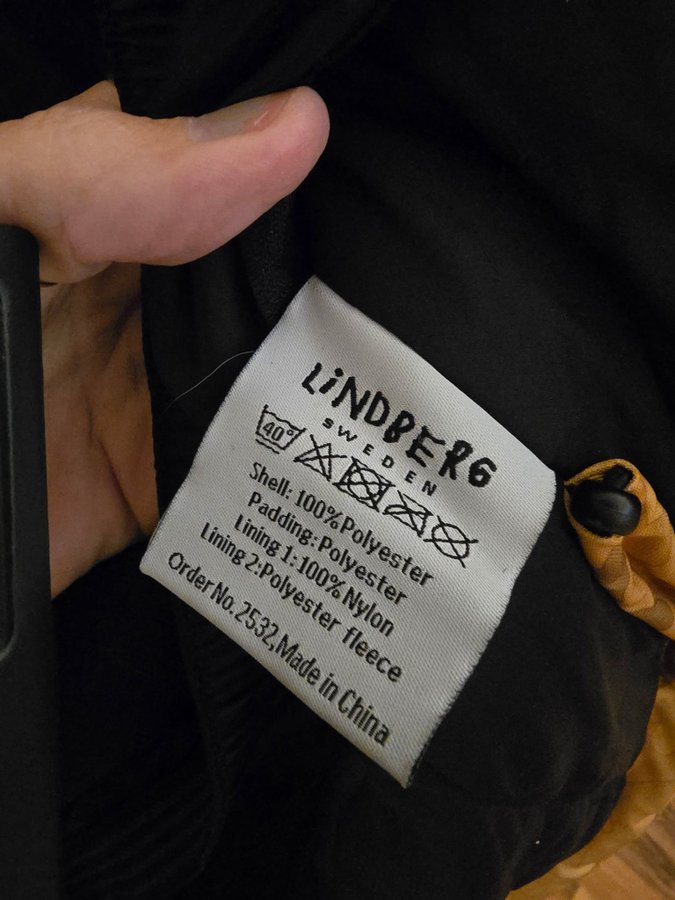 LiNDBERG
SWEDEN
40°
Shell: 100% Polyester
Padding: Polyester
Lining 1: 100% Nylon
Lining 2: Polyester fleece
Order No. 2532, Made in China